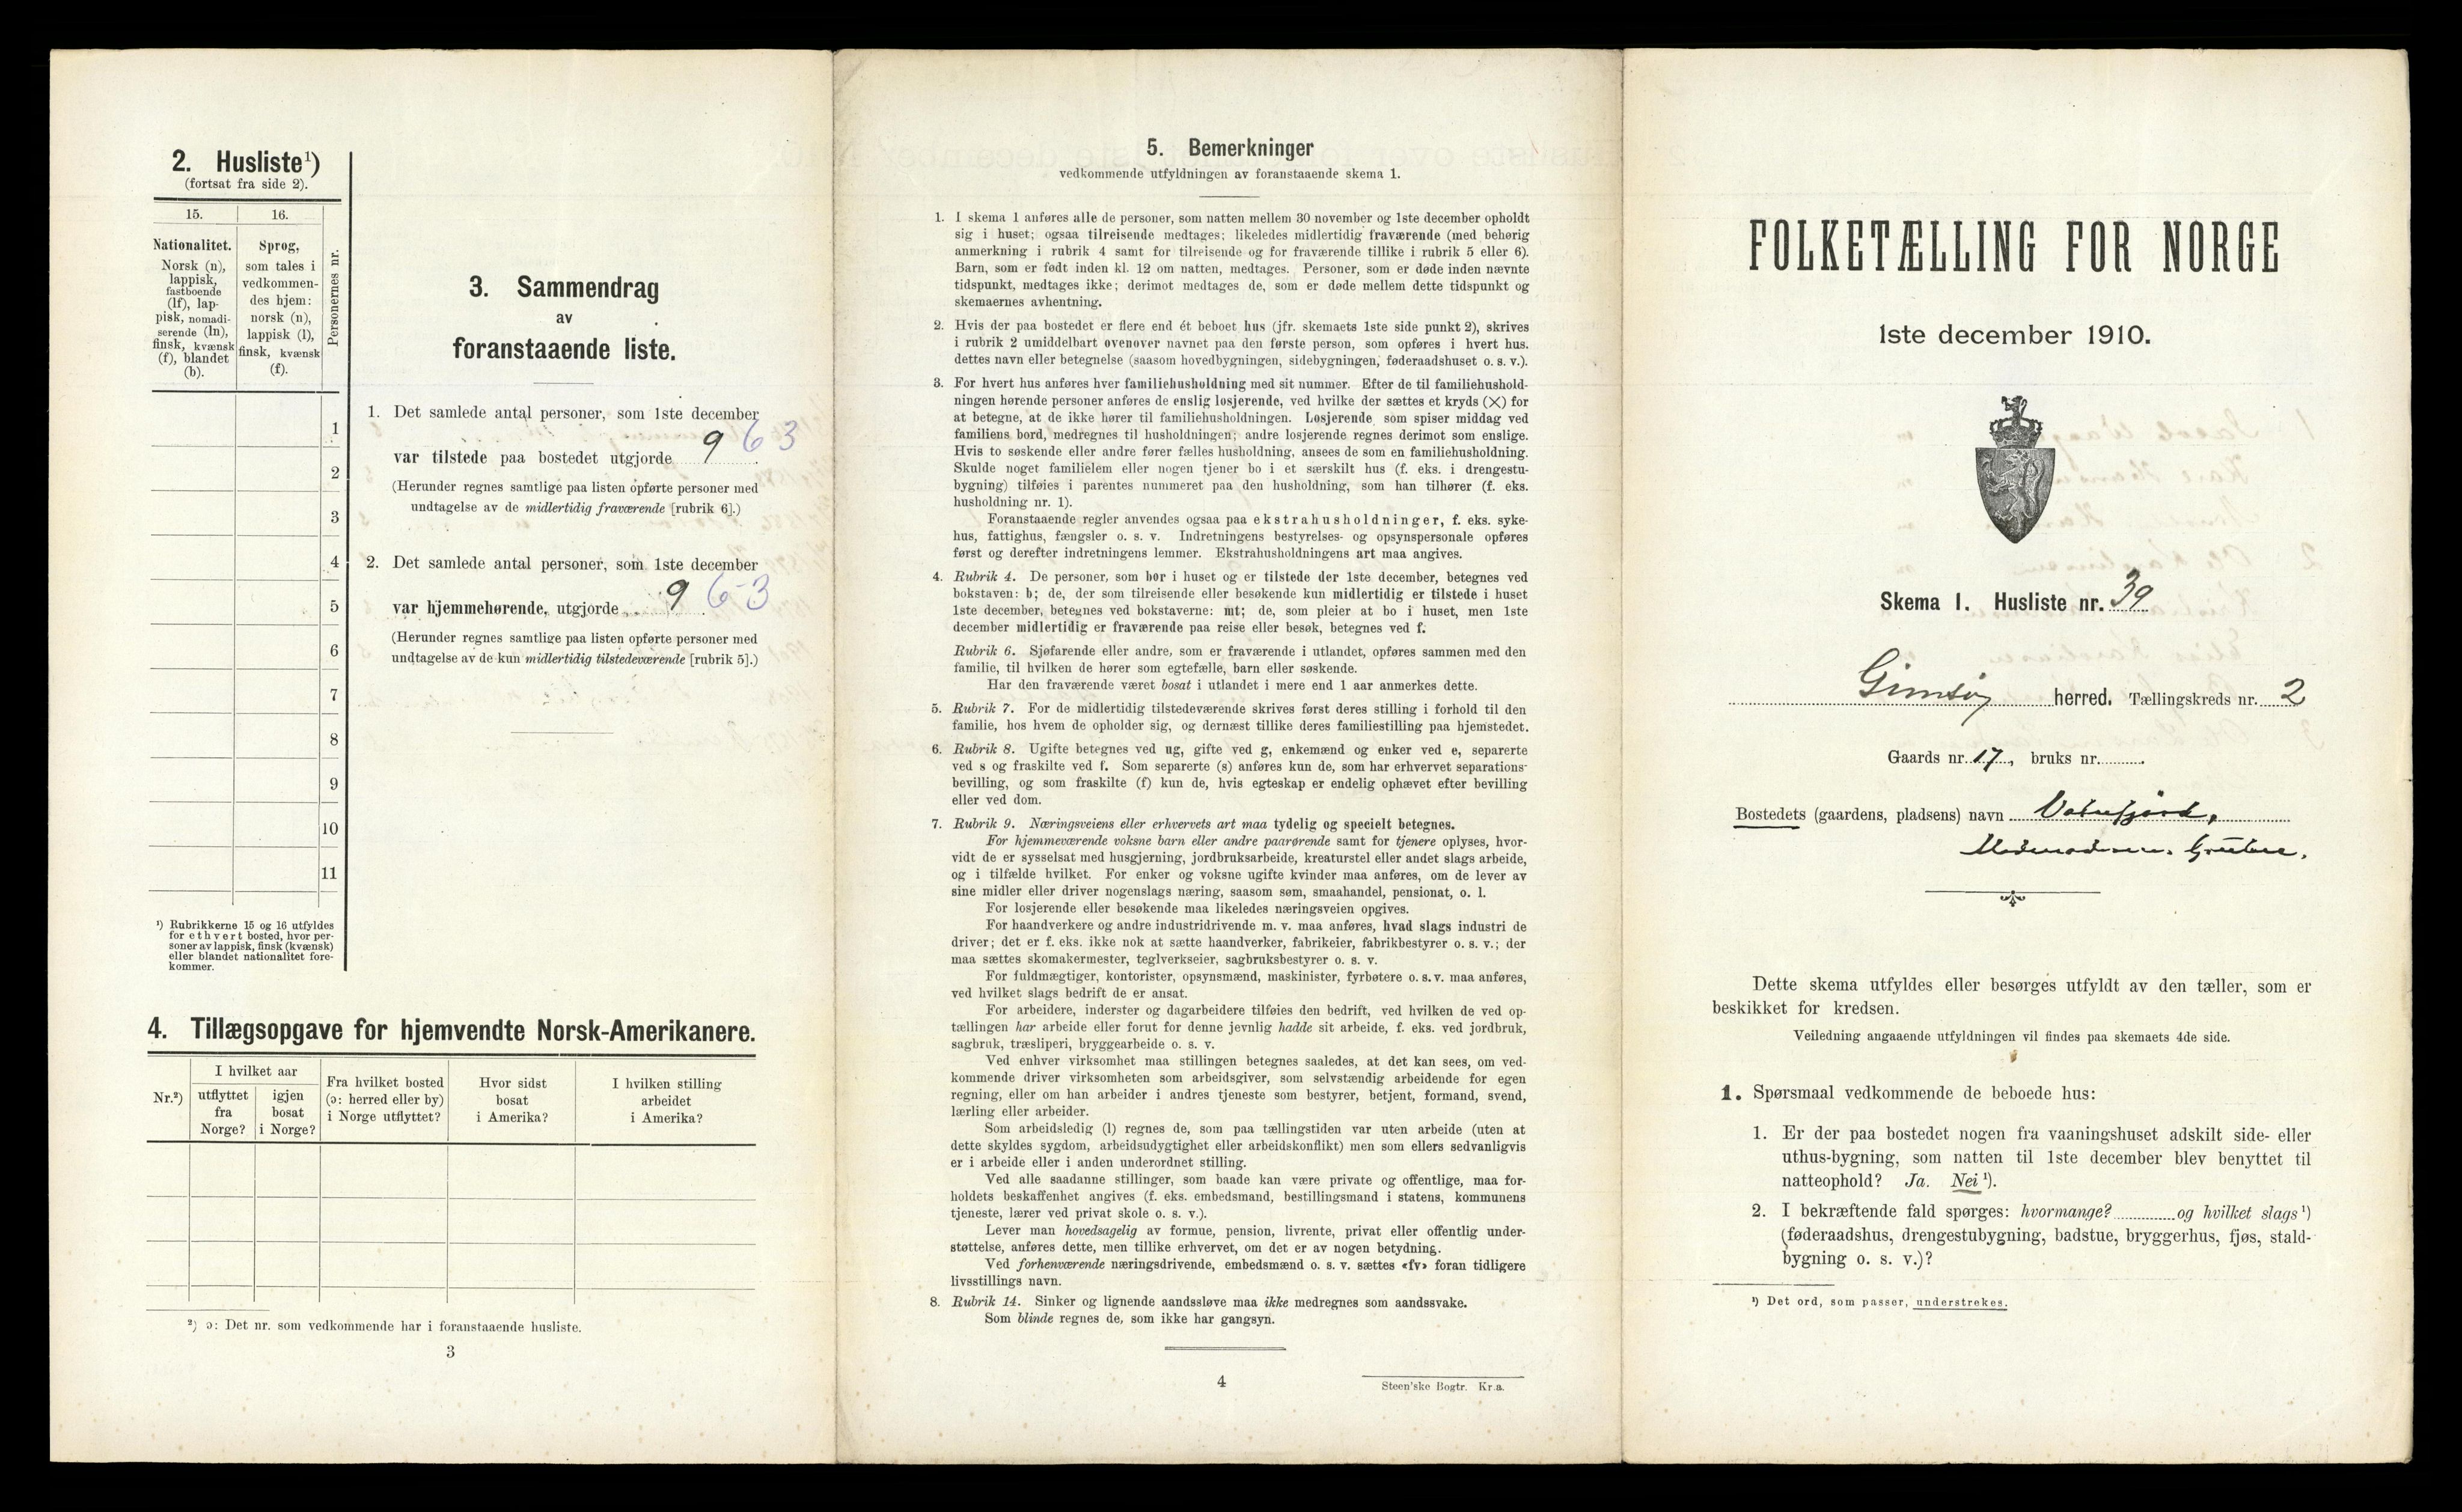 2. Husliste¹)
(fortsat fra side 2).
15.
16.
Personernes nr.
Nationalitet.
Norsk (n),
lappisk,
fastboende
(lf), lap-
pisk, nomadi-
serende (ln),
finsk, kvænsk
(f), blandet
(b).
Sprog,
som tales i
vedkommen-
des hjem:
norsk (n),
lappisk (l),
finsk, kvænsk
(f).
1
2
3
4
5
6
7
8
9
10
11
¹) Rubrikkerne 15 og 16 utfyldes
for ethvert bosted, hvor per-
soner av lappisk, finsk (kvænsk)
eller blandet nationalitet fore-
kommer.
3. Sammendrag
av
foranstaaende liste.
1. Det samlede antal personer, som 1ste december
var tilstede paa bostedet utgjorde 9 6 3
(Herunder regnes samtlige paa listen opførte personer med
undtagelse av de midlertidig fraværende [rubrik 6].)
2. Det samlede antal personer, som 1ste december
var hjemmehørende, utgjorde 9 6-3
(Herunder regnes samtlige paa listen opførte personer med
undtagelse av de kun midlertidig tilstedeværende [rubrik 5].)
4. Tillægsopgave for hjemvendte Norsk-Amerikanere.
Nr.²)
I hvilket aar
utflyttet
fra
Norge?
igjen
bosat
i Norge?
Fra hvilket bosted
(ɔ: herred eller by)
i Norge utflyttet?
Hvor sidst
bosat
i Amerika?
I hvilken stilling
arbeidet
i Amerika?
²) ɔ: Det nr. som vedkommende har i foranstaaende husliste.
3
5. Bemerkninger
vedkommende utfyldningen av foranstaaende skema 1.
1. I skema 1 anføres alle de personer, som natten mellem 30 november og 1ste december opholdt
sig i huset; ogsaa tilreisende medtages; likeledes midlertidig fraværende (med behørig
anmerkning i rubrik 4 samt for tilreisende og for fraværende tillike i rubrik 5 eller 6).
Barn, som er født inden kl. 12 om natten, medtages. Personer, som er døde inden nævnte
tidspunkt, medtages ikke; derimot medtages de, som er døde mellem dette tidspunkt og
skemaernes avhentning.
2. Hvis der paa bostedet er flere end ét beboet hus (jfr. skemaets 1ste side punkt 2), skrives
i rubrik 2 umiddelbart ovenover navnet paa den første person, som opføres i hvert hus.
dettes navn eller betegnelse (saasom hovedbygningen, sidebygningen, føderaadshuset o. s. v.).
3. For hvert hus anføres hver familiehusholdning med sit nummer. Efter de til familiehushold-
ningen hørende personer anføres de enslig losjerende, ved hvilke der sættes et kryds (×) for
at betegne, at de ikke hører til familiehusholdningen. Losjerende som spiser middag ved
familiens bord, medregnes til husholdningen; andre losjerende regnes derimot som enslige.
Hvis to søskende eller andre fører fælles husholdning, ansees de som en familiehusholdning.
Skulde noget familielem eller nogen tjener bo i et særskilt hus (f. eks. i drengestu-
bygning) tilføies i parentes nummeret paa den husholdning, som han tilhører (f. eks.
husholdning nr. 1).
Foranstaaende regler anvendes ogsaa paa ekstrahusholdninger, f. eks. syke-
hus, fattighus, fængsler o. s. v. Indretningens bestyrelses- og opsynspersonale opføres
først og derefter indretningens lemmer. Ekstrahusholdningens art maa angives.
4. Rubrik 4. De personer, som bor i huset og er tilstede der 1ste december, betegnes ved
bokstaven: b; de, der som tilreisende eller besøkende kun midlertidig er tilstede i huset
1ste december, betegnes ved bokstaverne: mt; de, som pleier at bo i huset, men 1ste
december midlertidig er fraværende paa reise eller besøk, betegnes ved f.
Rubrik 6. Sjøfarende eller andre, som er fraværende i utlandet, opføres sammen med den
familie, til hvilken de hører som egtefælle, barn eller søskende.
Har den fraværende været bosat i utlandet i mere end 1 aar anmerkes dette.
5. Rubrik 7. For de midlertidig tilstedeværende skrives først deres stilling i forhold til den
familie, hos hvem de opholder sig, og dernæst tillike deres familiestilling paa hjemstedet.
6. Rubrik 8. Ugifte betegnes ved ug, gifte ved g, enkemænd og enker ved e, separerte
ved s og fraskilte ved f. Som separerte (s) anføres kun de, som har erhvervet separations-
bevilling, og som fraskilte (f) kun de, hvis egteskap er endelig ophævet efter bevilling
eller ved dom.
7. Rubrik 9. Næringsveiens eller erhvervets art maa tydelig og specielt betegnes.
For hjemmeværende voksne barn eller andre paarørende samt for tjenere oplyses, hvor-
vidt de er sysselsat med husgjerning, jordbruksarbeide, kreaturstel eller andet slags arbeide,
og i tilfælde hvilket. For enker og voksne ugifte kvinder maa anføres, om de lever av
sine midler eller driver nogenslags næring, saasom søm, smaahandel, pensionat, o. l.
For losjerende eller besøkende maa likeledes næringsveien opgives.
For haandverkere og andre industridrivende m. v. maa anføres, hvad slags industri de
driver; det er f. eks. ikke nok at sætte haandverker, fabrikeier, fabrikbestyrer o. s. v.; der
maa sættes skomakermester, teglverkseier, sagbruksbestyrer o. s. v.
For fuldmægtiger, kontorister, opsynsmænd, maskinister, fyrbøtere o. s. v. maa anføres,
ved hvilket slags bedrift de er ansat.
For arbeidere, inderster og dagarbeidere tilføies den bedrift, ved hvilken de ved op-
tællingen har arbeide eller forut for denne jevnlig hadde sit arbeide, f. eks. ved jordbruk,
sagbruk, træsliperi, bryggearbeide o. s. v.
Ved enhver virksomhet maa stillingen betegnes saaledes, at det kan sees, om ved-
kommende driver virksomheten som arbeidsgiver, som selvstændig arbeidende for egen
regning, eller om han arbeider i andres tjeneste som bestyrer, betjent, formand, svend,
lærling eller arbeider.
Som arbeidsledig (l) regnes de, som paa tællingstiden var uten arbeide (uten at
dette skyldes sygdom, arbeidsudygtighet eller arbeidskonflikt) men som ellers sedvanligvis
er i arbeide eller i anden underordnet stilling.
Ved alle saadanne stillinger, som baade kan være private og offentlige, maa for-
holdets beskaffenhet angives (f. eks. embedsmand, bestillingsmand i statens, kommunens
tjeneste, lærer ved privat skole o. s. v.).
Lever man hovedsagelig av formue, pension, livrente, privat eller offentlig under-
støttelse, anføres dette, men tillike erhvervet, om det er av nogen betydning.
Ved forhenværende næringsdrivende, embedsmænd o. s. v. sættes «fv» foran tidligere
livsstillings navn.
8. Rubrik 14. Sinker og lignende aandssløve maa ikke medregnes som aandssvake.
Som blinde regnes de, som ikke har gangsyn.
4
Steen'ske Bogtr. Kr.a.
FOLKETÆLLING FOR NORGE
1ste december 1910.
Skema 1. Husliste nr. 39
Gimsøy herred. Tællingskreds nr. 2
Gaards nr. 17, bruks nr.
Bostedets (gaardens, pladsens) navn
Dette skema utfyldes eller besørges utfyldt av den tæller, som er
beskikket for kredsen.
Veiledning angaaende utfyldningen vil findes paa skemaets 4de side.
1. Spørsmaal vedkommende de beboede hus:
1. Er der paa bostedet nogen fra vaaningshuset adskilt side- eller
uthus-bygning, som natten til 1ste december blev benyttet til
natteophold? Ja. Nei ¹).
2. I bekræftende fald spørges: hvormange? og hvilket slags ¹)
(føderaadshus, drengestubygning, badstue, bryggerhus, fjøs, stald-
bygning o. s. v.)?
¹) Det ord, som passer, understrekes.